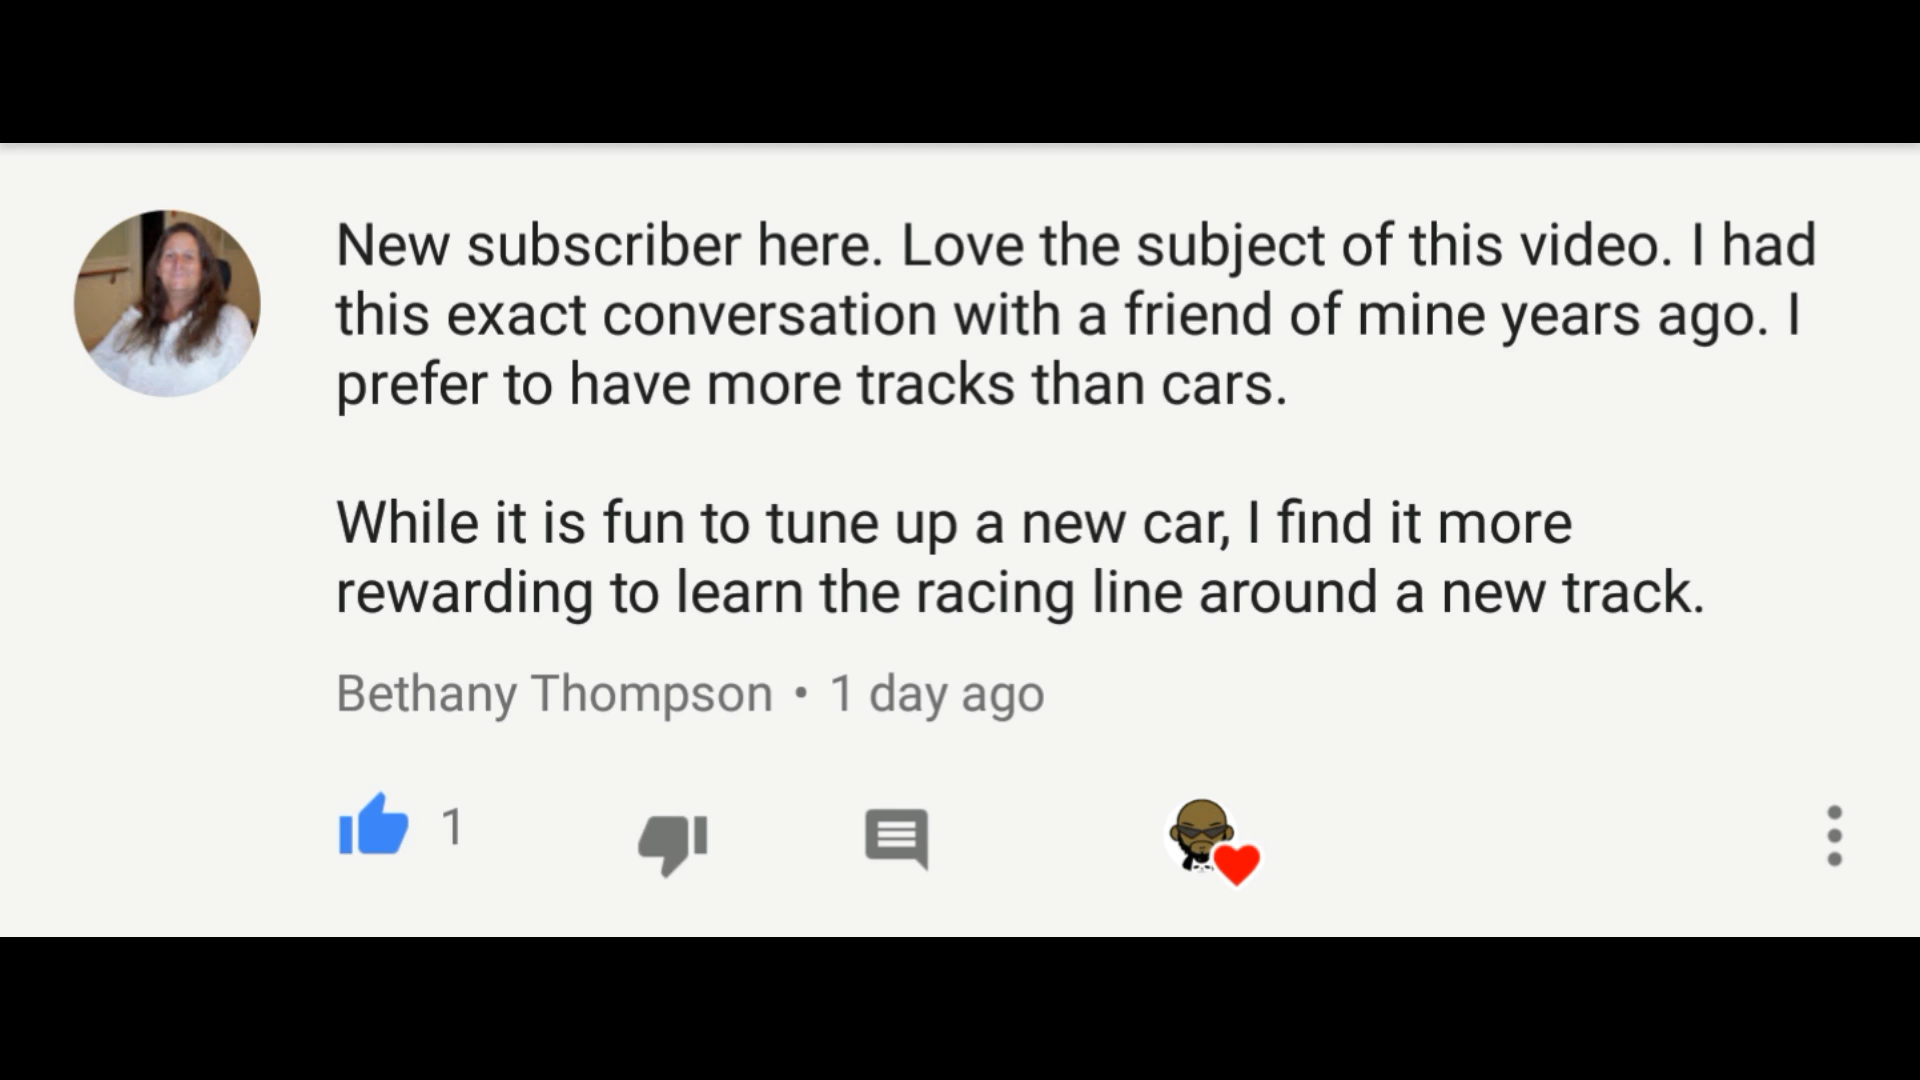 New subscriber here. Love the subject of this video. I had
this exact conversation with a friend of mine years ago. I
prefer to have more tracks than cars.
While it is fun to tune up a new car, I find it more
rewarding to learn the racing line around a new track.
Bethany Thompson • 1 day ago
1